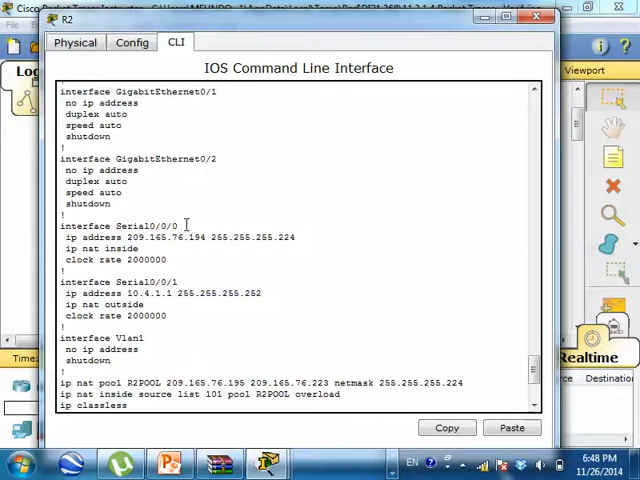 R2
Physical
Config
CLI
IOS Command Line Interface
interface GigabitEthernet0/1
no ip address
duplex auto
speed auto
shutdown
!
interface GigabitEthernet0/2
no ip address
duplex auto
speed auto
shutdown
!
interface Serial0/0/0
ip address 209.165.76.194 255.255.255.224
ip nat inside
clock rate 2000000
!
interface Serial0/0/1
ip address 10.4.1.1 255.255.255.252
ip nat outside
clock rate 2000000
!
interface Vlan1
no ip address
shutdown
!
ip nat pool R2POOL 209.165.76.195 209.165.76.223 netmask 255.255.255.224
ip nat inside source list 101 pool R2POOL overload
ip classless
Copy
Paste
Viewport
Realtime
Time:
Destination
EN
6:48 PM
11/26/2014